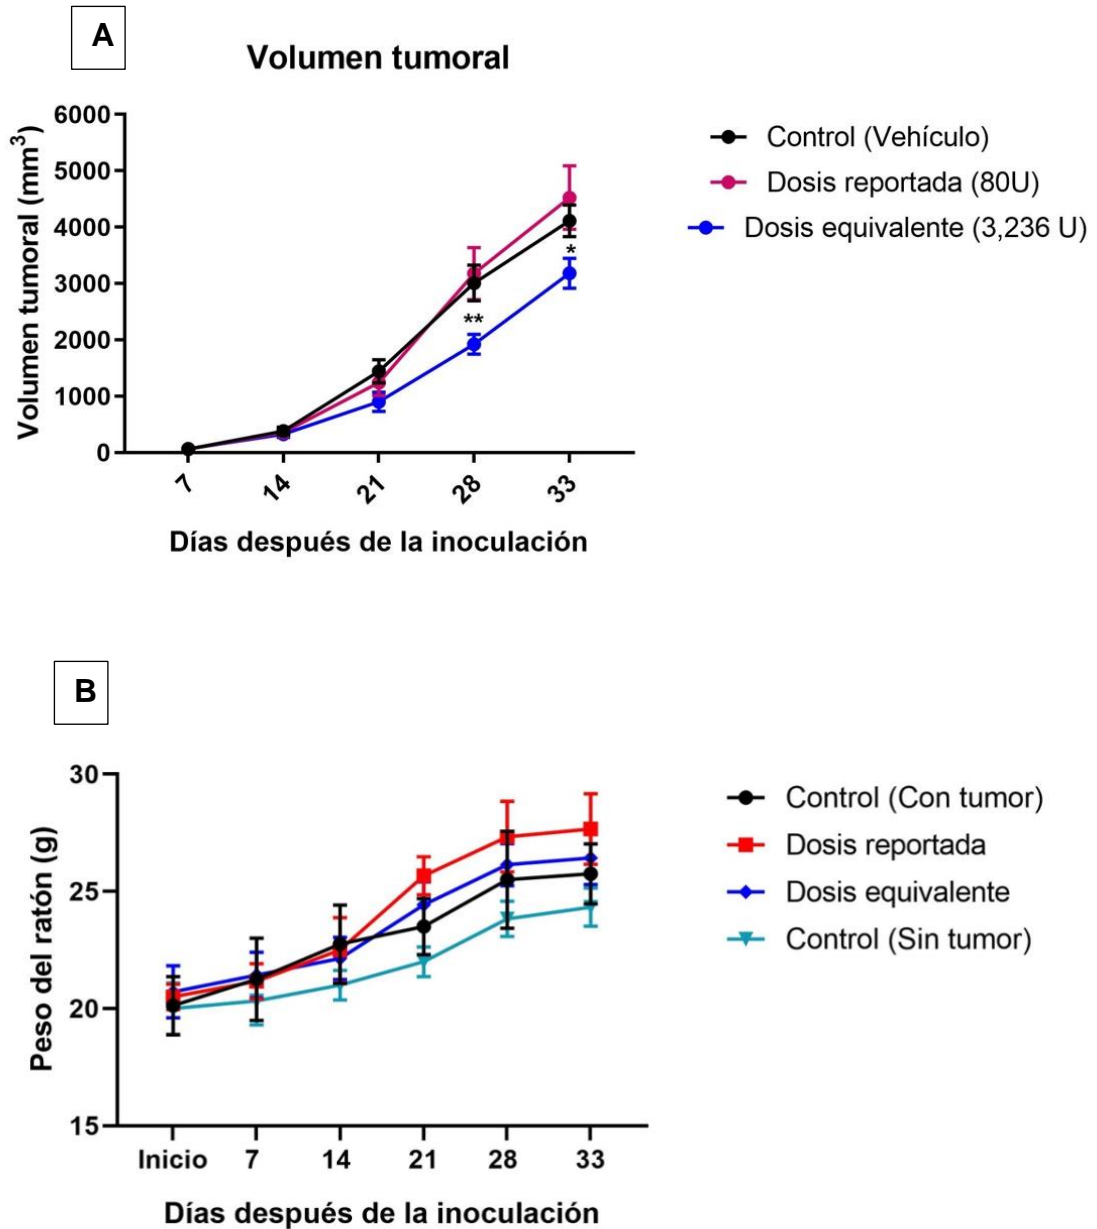 A
Volumen tumoral
Volumen tumoral (mm³)
6000
5000
4000
3000
2000
1000
0
7
14
21
28
33
**
*
Días después de la inoculación
Control (Vehículo)
Dosis reportada (80U)
Dosis equivalente (3,236 U)
B
Peso del ratón (g)
30
25
20
15
Inicio
7
14
21
28
33
Días después de la inoculación
Control (Con tumor)
Dosis reportada
Dosis equivalente
Control (Sin tumor)